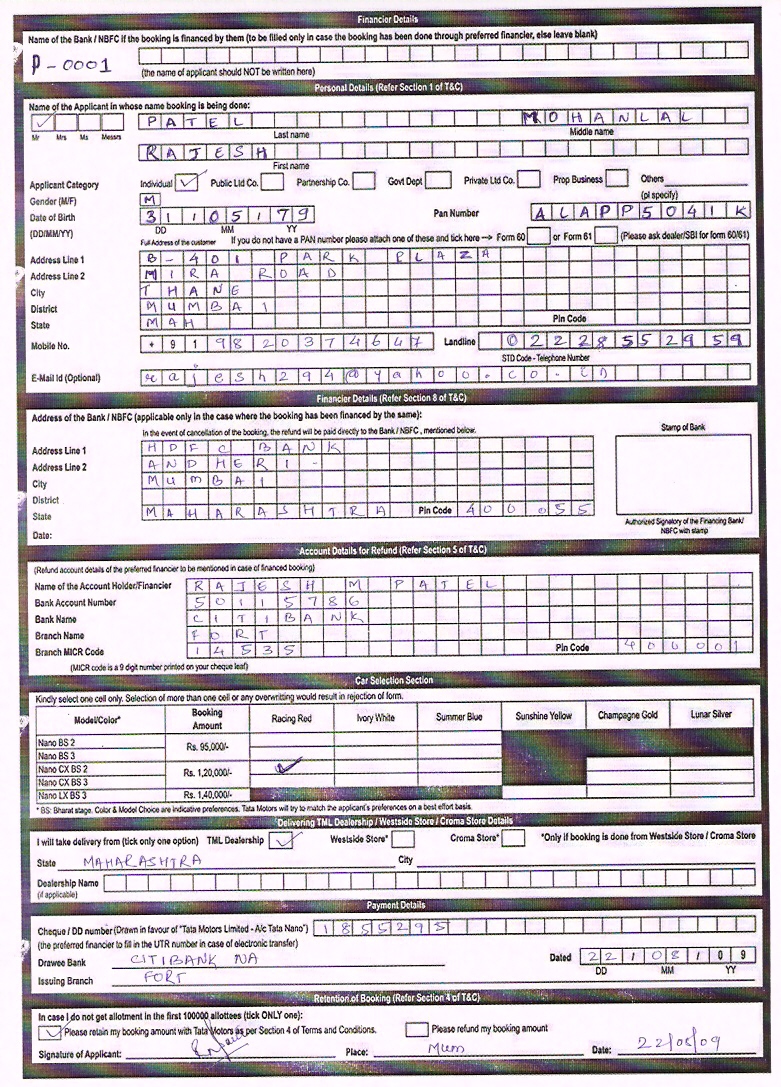 Financier Details
Name of the Bank / NBFC if the booking is financed by them (to be filled only in case the booking has been done through preferred financier, else leave blank)
P-0001
(the name of applicant should NOT be written here)
Personal Details (Refer Section 1 of T&C)
Name of the Applicant in whose name booking is being done:
PATEL MOHANLAL
Mr Mrs Ms Messrs Last name Middle name
RAJESH
First name
Applicant Category Individual Public Ltd Co. Partnership Co. Govt Dept Private Ltd Co. Prop Business Others
(pl specify)
Gender (M/F) M
Date of Birth 31/05/79 Pan Number ALAPP5041K
(DD/MM/YY) DD MM YY
Full Address of the customer If you do not have a PAN number please attach one of these and tick here → Form 60 or Form 61 (Please ask dealer/SBI for form 60/61)
Address Line 1 B-401 PARK PLAZA
Address Line 2 MIRA ROAD
City THANE
District MUMBAI
State MAH Pin Code
Mobile No. +91 9820374647 Landline 02228552959
STD Code - Telephone Number
E-Mail Id (Optional) rajesh294@yahoo.co.in
Financier Details (Refer Section 8 of T&C)
Address of the Bank / NBFC (applicable only in the case where the booking has been financed by the same):
Stamp of Bank
In the event of cancellation of the booking, the refund will be paid directly to the Bank / NBFC, mentioned below.
Address Line 1 HDFC BANK
Address Line 2 ANDHERI -
City MUMBAI
District
State MAHARASHTRA Pin Code 400 055
Authorized Signatory of the Financing Bank/
NBFC with stamp
Date:
Account Details for Refund (Refer Section 5 of T&C)
(Refund account details of the preferred financier to be mentioned in case of financed booking)
Name of the Account Holder/Financier RAJESH M PATEL
Bank Account Number 50115786
Bank Name CITIBANK
Branch Name FORT
Branch MICR Code 14535 Pin Code 400001
(MICR code is a 9 digit number printed on your cheque leaf)
Car Selection Section
Kindly select one cell only. Selection of more than one cell or any overwritting would result in rejection of form.
Model/Color* Booking Amount Racing Red Ivory White Summer Blue Sunshine Yellow Champagne Gold Lunar Silver
Nano BS 2
Rs. 95,000/-
Nano BS 3
Nano CX BS 2
Rs. 1,20,000/-
Nano CX BS 3
Nano LX BS 3 Rs. 1,40,000/-
* BS: Bharat stage. Color & Model Choice are indicative preferences. Tata Motors will try to match the applicant's preferences on a best effort basis.
Delivering TML Dealership / Westside Store / Croma Store Details
I will take delivery from (tick only one option) TML Dealership Westside Store* Croma Store* *Only if booking is done from Westside Store / Croma Store
State MAHARASHTRA City
Dealership Name
(if applicable)
Payment Details
Cheque / DD number (Drawn in favour of "Tata Motors Limited - A/c Tata Nano") 1855295
(the preferred financier to fill in the UTR number in case of electronic transfer)
Drawee Bank CITIBANK NA Dated 22/08/09
DD MM YY
Issuing Branch FORT
Retention of Booking (Refer Section 4 of T&C)
In case I do not get allotment in the first 100000 allottees (tick ONLY one):
Please retain my booking amount with Tata Motors as per Section 4 of Terms and Conditions. Please refund my booking amount
Signature of Applicant: Place: Mum Date: 22/08/09